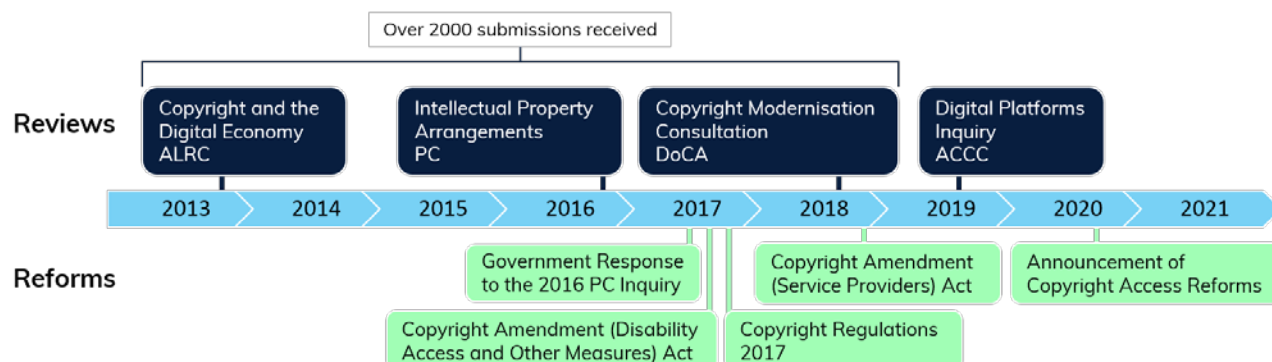 Over 2000 submissions received
Reviews
Copyright and the
Digital Economy
ALRC
Intellectual Property
Arrangements
PC
Copyright Modernisation
Consultation
DoCA
Digital Platforms
Inquiry
ACCC
2013
2014
2015
2016
2017
2018
2019
2020
2021
Reforms
Government Response
to the 2016 PC Inquiry
Copyright Amendment
(Service Providers) Act
Announcement of
Copyright Access Reforms
Copyright Amendment (Disability
Access and Other Measures) Act
Copyright Regulations
2017